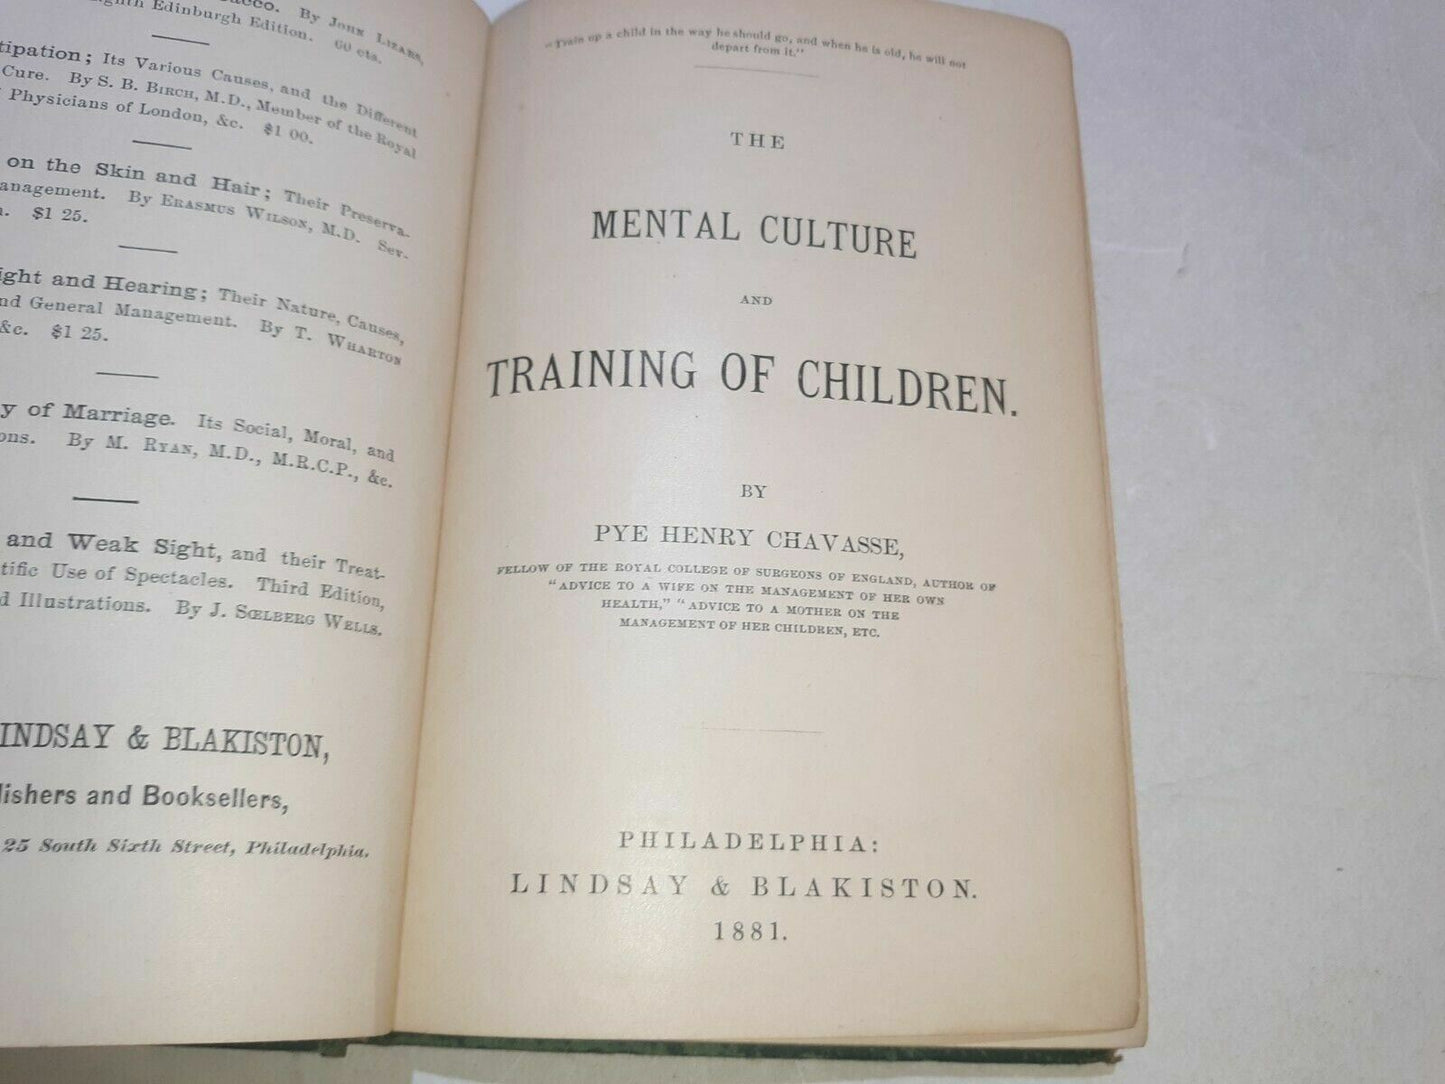 By John Lizars,
Edinburgh Edition. 60 cts.
Its Various Causes, and the Different
Cure. By S. B. Birch, M.D., Member of the Royal
Physicians of London, &c. $1 00.
on the Skin and Hair; Their Preserva-
By Erasmus Wilson, M.D. Sev-
$1 25.
and Hearing; Their Nature, Causes,
General Management. By T. Wharton
&c. $1 25.
of Marriage. Its Social, Moral, and
By M. Ryan, M.D., M.R.C.P., &c.
and Weak Sight, and their Treat-
Use of Spectacles. Third Edition,
Illustrations. By J. Sœlberg Wells.
INDSAY & BLAKISTON,
lishers and Booksellers,
25 South Sixth Street, Philadelphia.
"Train up a child in the way he should go, and when he is old, he will not
depart from it."
THE
MENTAL CULTURE
AND
TRAINING OF CHILDREN.
BY
PYE HENRY CHAVASSE,
FELLOW OF THE ROYAL COLLEGE OF SURGEONS OF ENGLAND, AUTHOR OF
"ADVICE TO A WIFE ON THE MANAGEMENT OF HER OWN
HEALTH," "ADVICE TO A MOTHER ON THE
MANAGEMENT OF HER CHILDREN, ETC.
PHILADELPHIA:
LINDSAY & BLAKISTON.
1881.